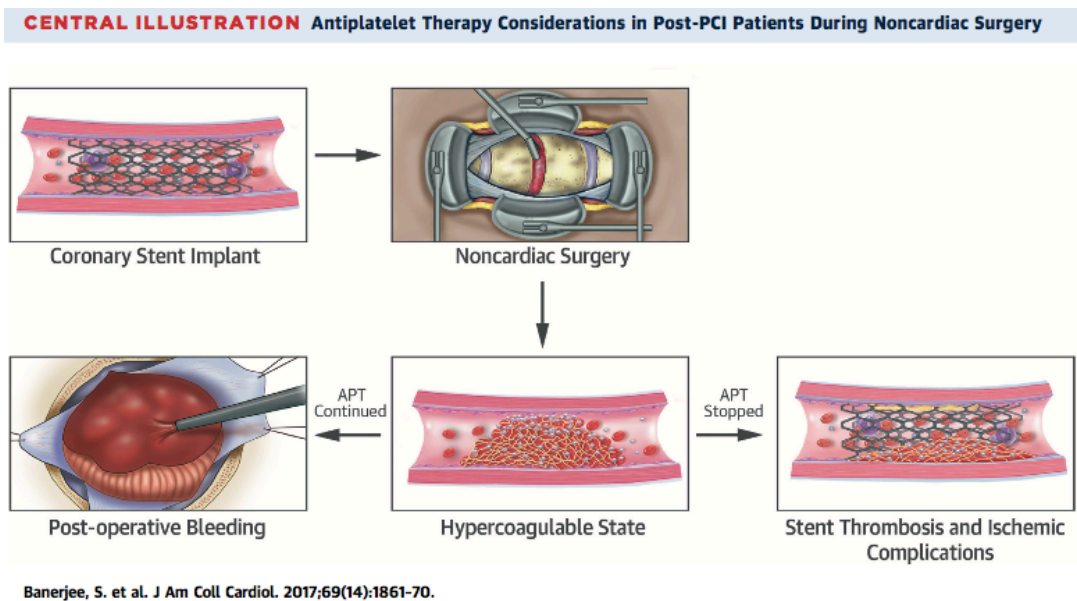 CENTRAL ILLUSTRATION Antiplatelet Therapy Considerations in Post-PCI Patients During Noncardiac Surgery
Coronary Stent Implant
Noncardiac Surgery
APT
Continued
APT
Stopped
Post-operative Bleeding
Hypercoagulable State
Stent Thrombosis and Ischemic
Complications
Banerjee, S. et al. J Am Coll Cardiol. 2017;69(14):1861-70.